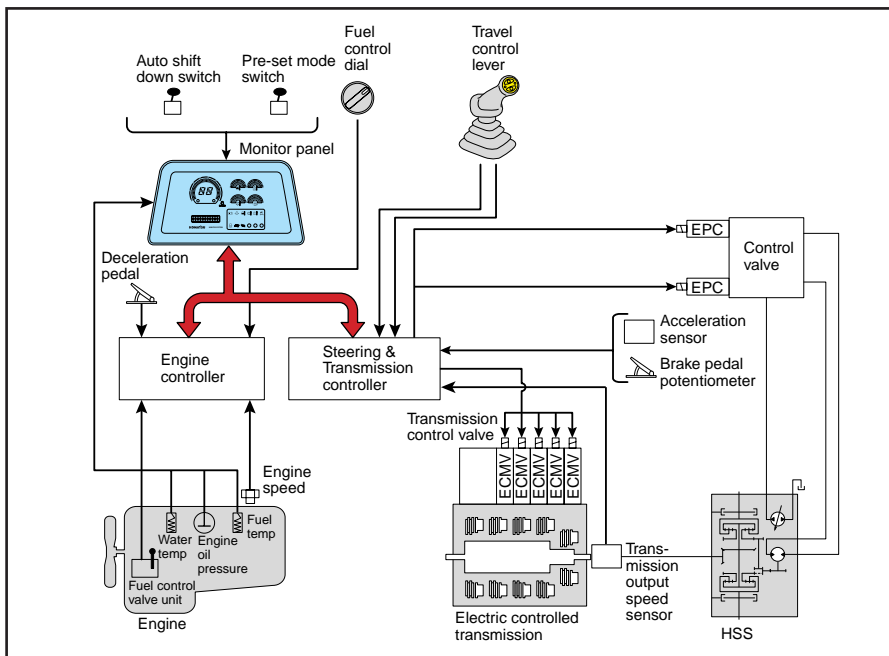 Auto shift
down switch
Pre-set mode
switch
Fuel
control
dial
Travel
control
lever
Monitor panel
Deceleration
pedal
EPC
EPC
Control
valve
Engine
controller
Steering &
Transmission
controller
Acceleration
sensor
Brake pedal
potentiometer
Transmission
control valve
ECMV
ECMV
ECMV
ECMV
ECMV
Engine
speed
Water
temp
Engine
oil
pressure
Fuel
temp
Fuel control
valve unit
Engine
Electric controlled
transmission
Trans-
mission
output
speed
sensor
HSS